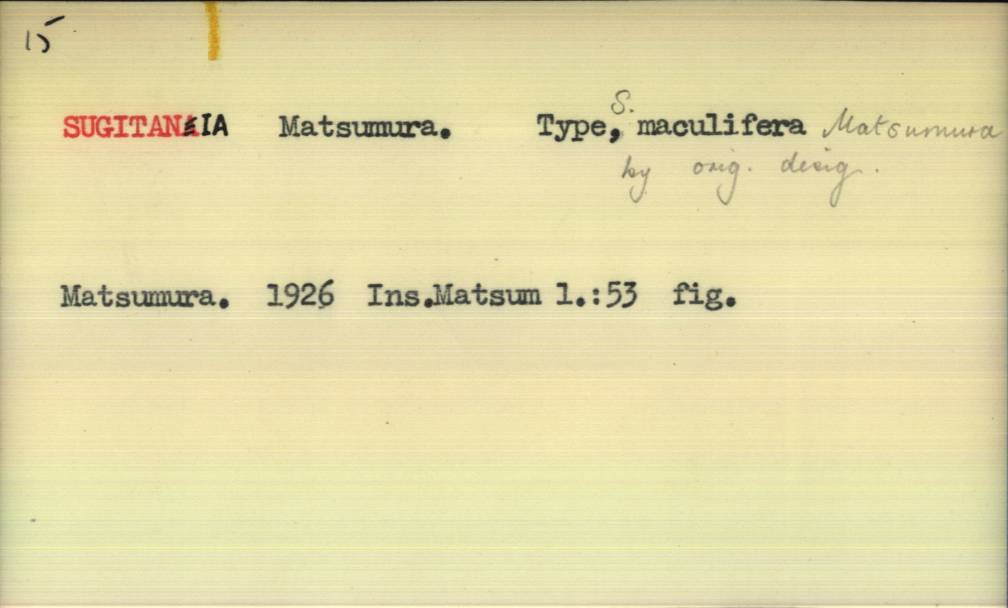 15
SUGITANIA Matsumura. Type, S. maculifera Matsumura
by orig. desig.
Matsumura. 1926 Ins.Matsum 1.:53 fig.